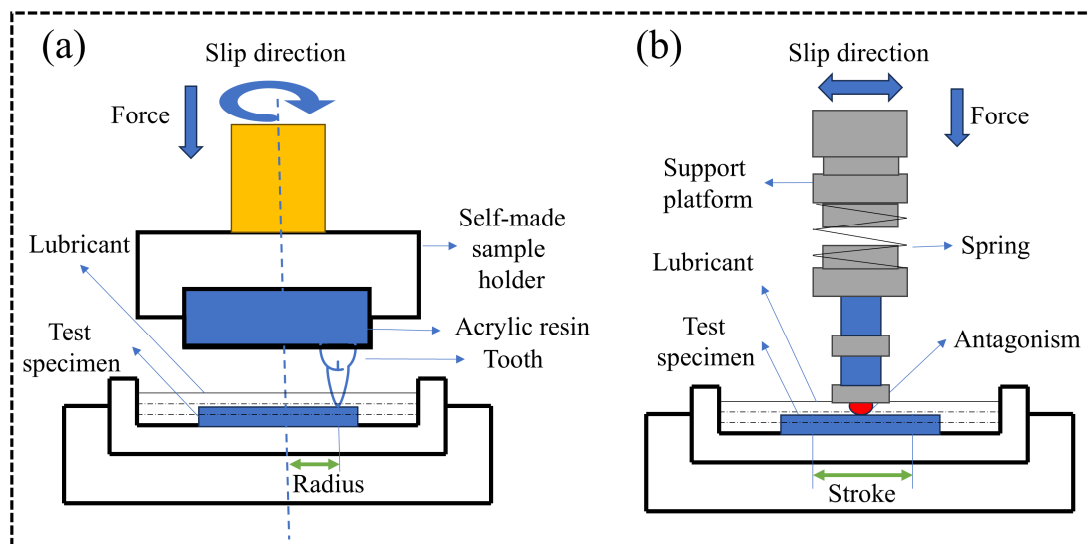 (a)
Slip direction
Force
Self-made
sample
holder
Lubricant
Acrylic resin
Test
specimen
Tooth
Radius
(b)
Slip direction
Force
Support
platform
Spring
Lubricant
Test
specimen
Antagonism
Stroke